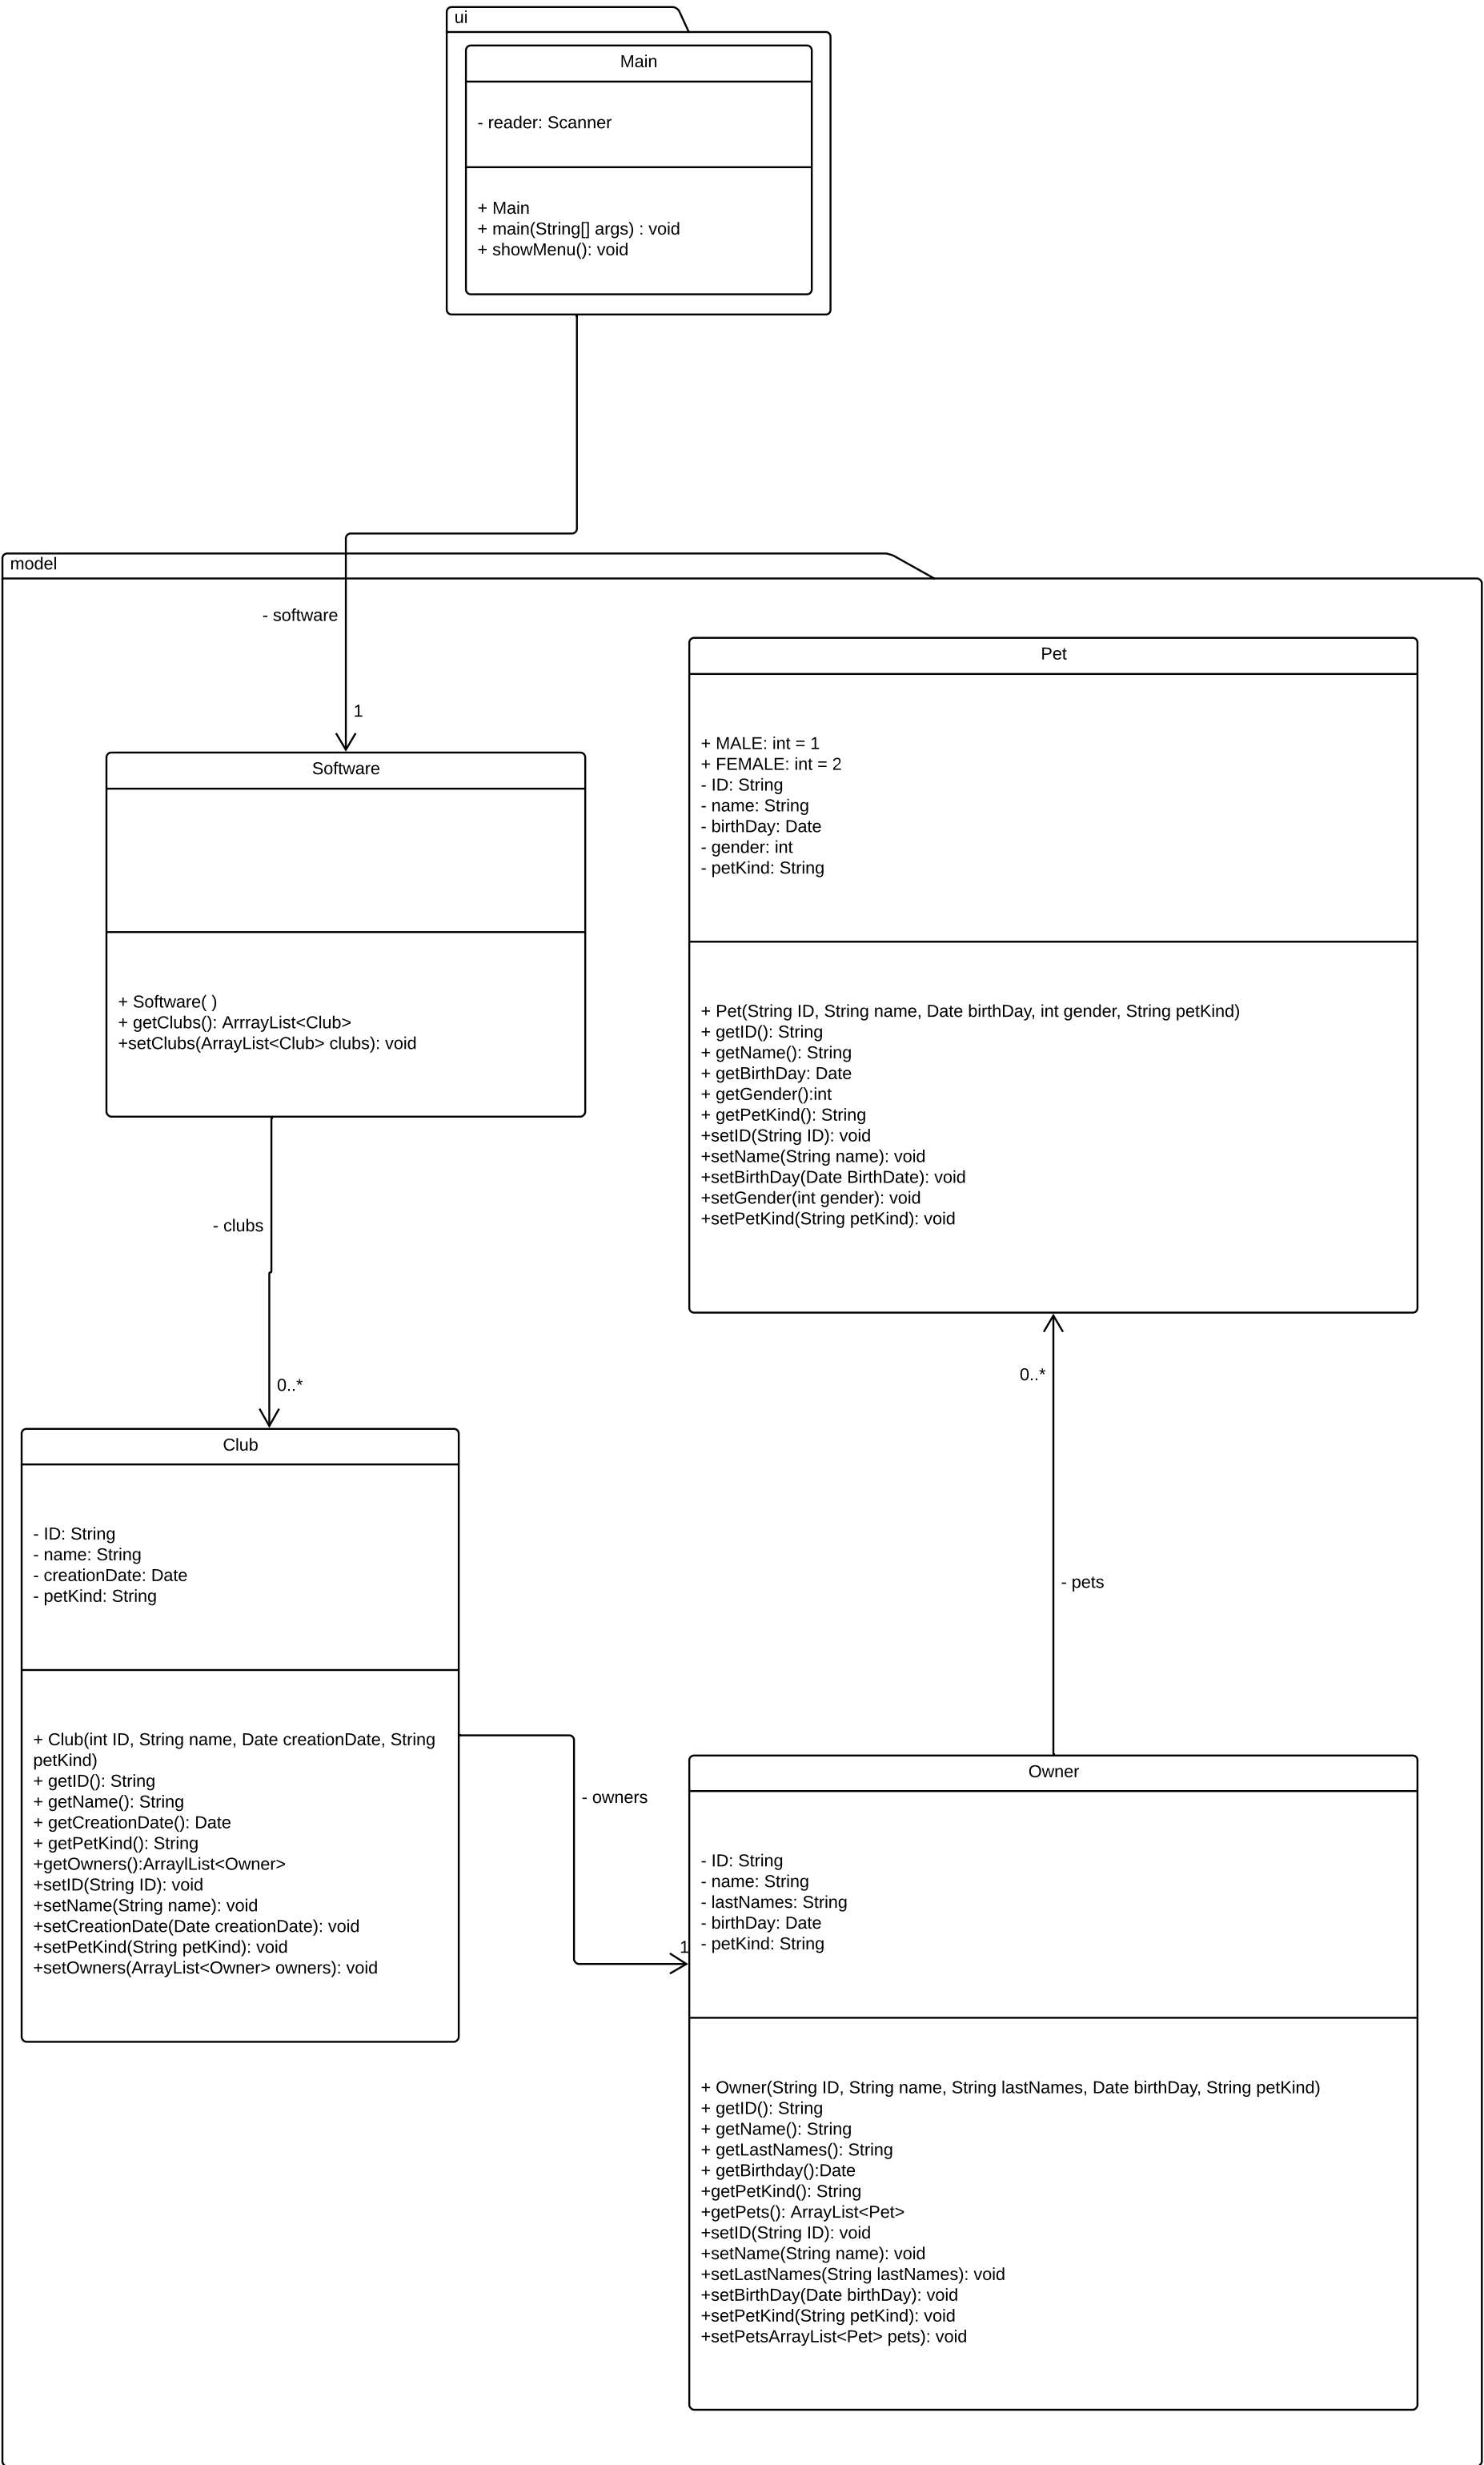 ui
Main
- reader: Scanner
+ Main
+ main(String[] args) : void
+ showMenu(): void
model
- software
1
Software
+ Software( )
+ getClubs(): ArrrayList<Club>
+setClubs(ArrayList<Club> clubs): void
Pet
+ MALE: int = 1
+ FEMALE: int = 2
- ID: String
- name: String
- birthDay: Date
- gender: int
- petKind: String
+ Pet(String ID, String name, Date birthDay, int gender, String petKind)
+ getID(): String
+ getName(): String
+ getBirthDay: Date
+ getGender():int
+ getPetKind(): String
+setID(String ID): void
+setName(String name): void
+setBirthDay(Date BirthDate): void
+setGender(int gender): void
+setPetKind(String petKind): void
- clubs
0..*
0..*
- pets
Club
- ID: String
- name: String
- creationDate: Date
- petKind: String
+ Club(int ID, String name, Date creationDate, String
petKind)
+ getID(): String
+ getName(): String
+ getCreationDate(): Date
+ getPetKind(): String
+getOwners():ArraylList<Owner>
+setID(String ID): void
+setName(String name): void
+setCreationDate(Date creationDate): void
+setPetKind(String petKind): void
+setOwners(ArrayList<Owner> owners): void
- owners
1
Owner
- ID: String
- name: String
- lastNames: String
- birthDay: Date
- petKind: String
+ Owner(String ID, String name, String lastNames, Date birthDay, String petKind)
+ getID(): String
+ getName(): String
+ getLastNames(): String
+ getBirthday():Date
+getPetKind(): String
+getPets(): ArrayList<Pet>
+setID(String ID): void
+setName(String name): void
+setLastNames(String lastNames): void
+setBirthDay(Date birthDay): void
+setPetKind(String petKind): void
+setPetsArrayList<Pet> pets): void